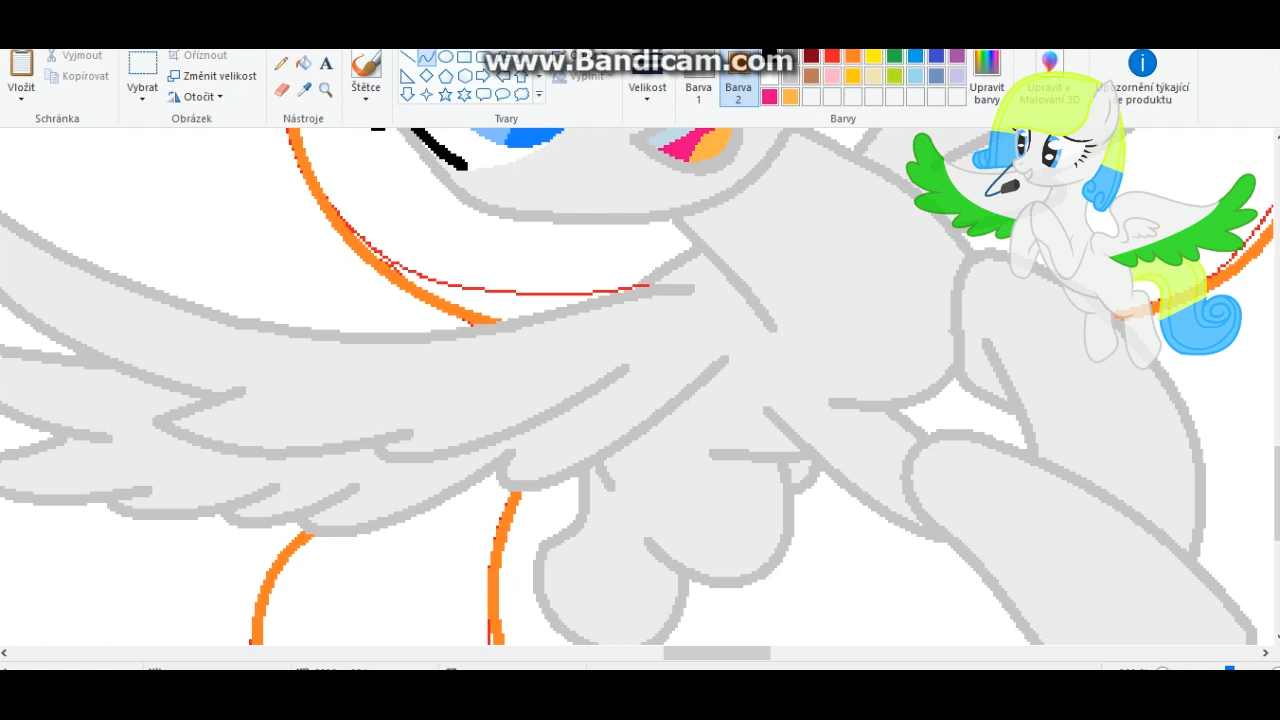 www.Bandicam.com
Vyjmout
Kopírovat
Vložit
Oříznout
Změnit velikost
Otočit
Vybrat
A
Štětce
Velikost
Barva
1
Barva
2
Upravit
barvy
Upravit v
Malování 3D
Upozornění týkající
se produktu
Schránka
Obrázek
Nástroje
Tvary
Barvy